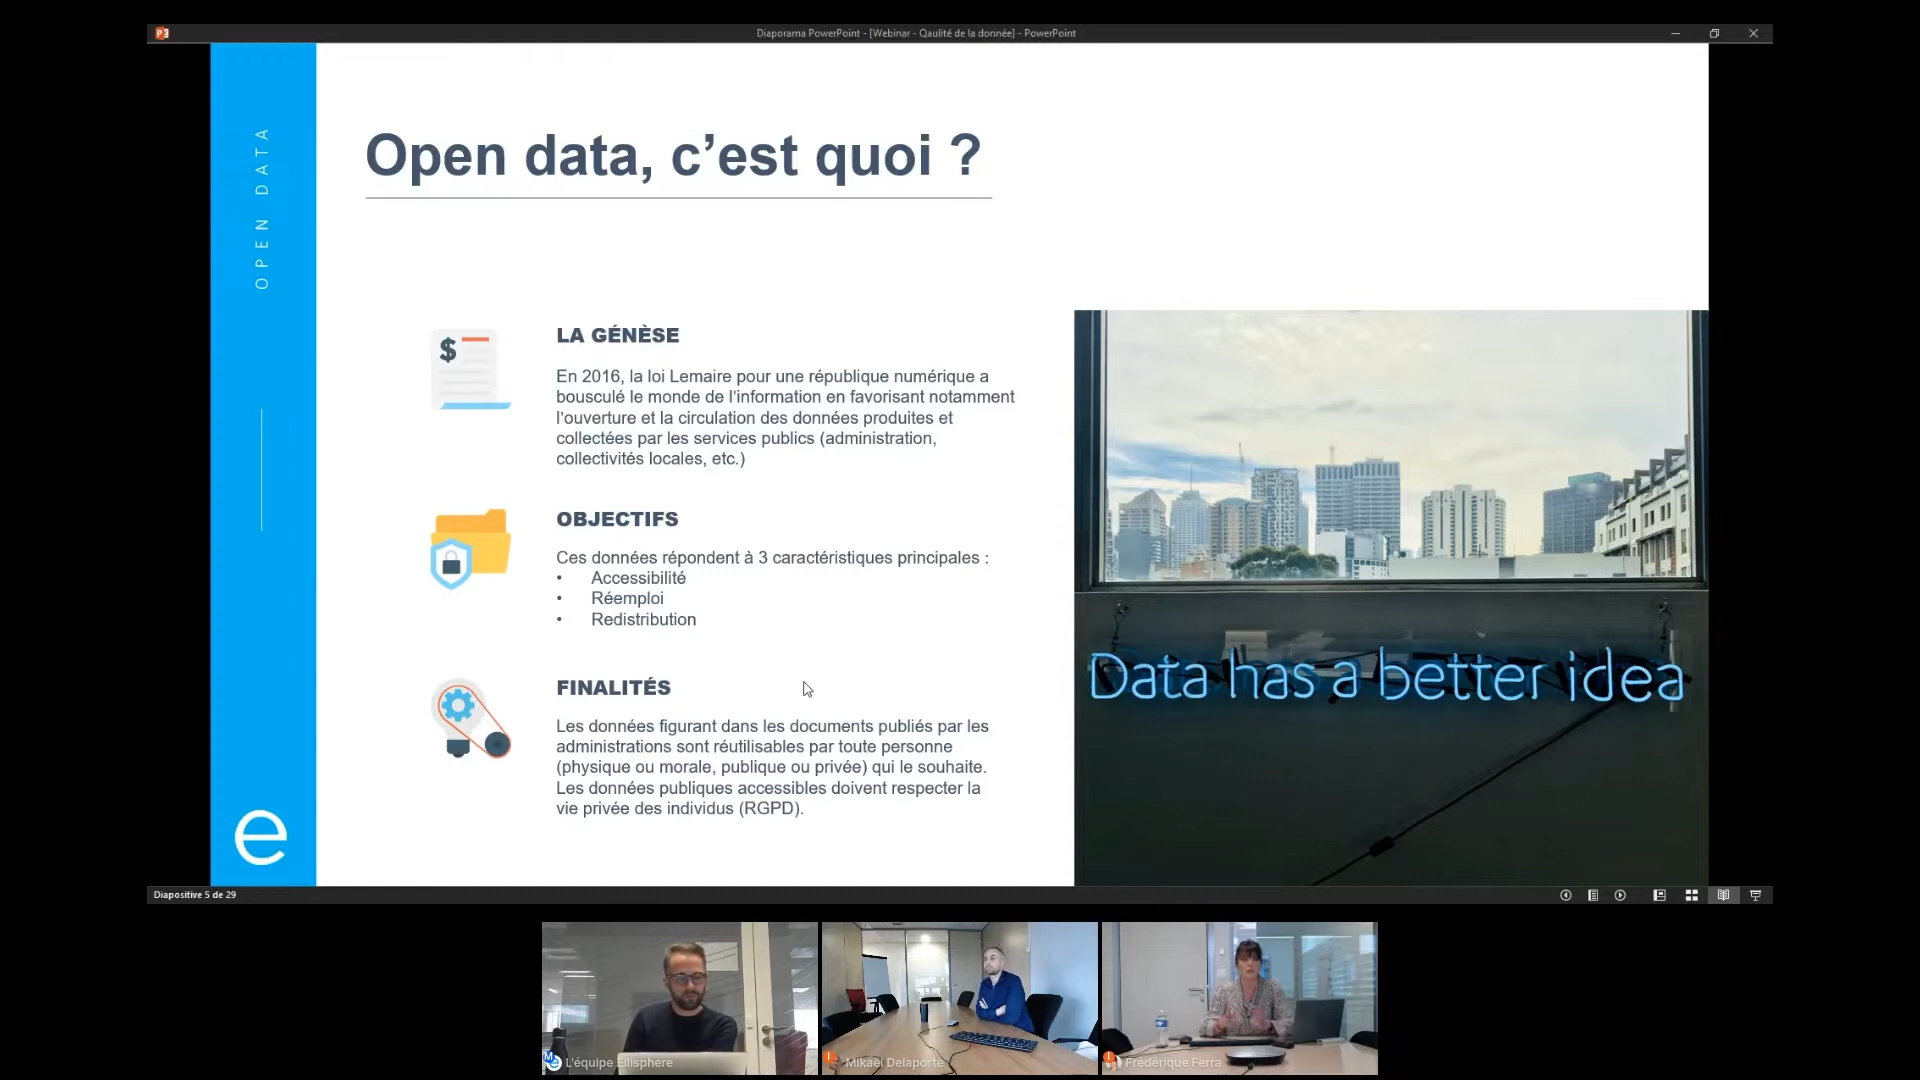 Diaporama PowerPoint - [Webinar - Qaulité de la donnée] - PowerPoint
OPEN DATA
Open data, c’est quoi ?
$
LA GÉNÈSE
En 2016, la loi Lemaire pour une république numérique a
bousculé le monde de l’information en favorisant notamment
l’ouverture et la circulation des données produites et
collectées par les services publics (administration,
collectivités locales, etc.)
OBJECTIFS
Ces données répondent à 3 caractéristiques principales :
• Accessibilité
• Réemploi
• Redistribution
FINALITÉS
Les données figurant dans les documents publiés par les
administrations sont réutilisables par toute personne
(physique ou morale, publique ou privée) qui le souhaite.
Les données publiques accessibles doivent respecter la
vie privée des individus (RGPD).
Data has a better idea
e
Diapositive 5 de 29
L'équipe Ellisphere
Mikaël Delaporte
Frédérique Ferra